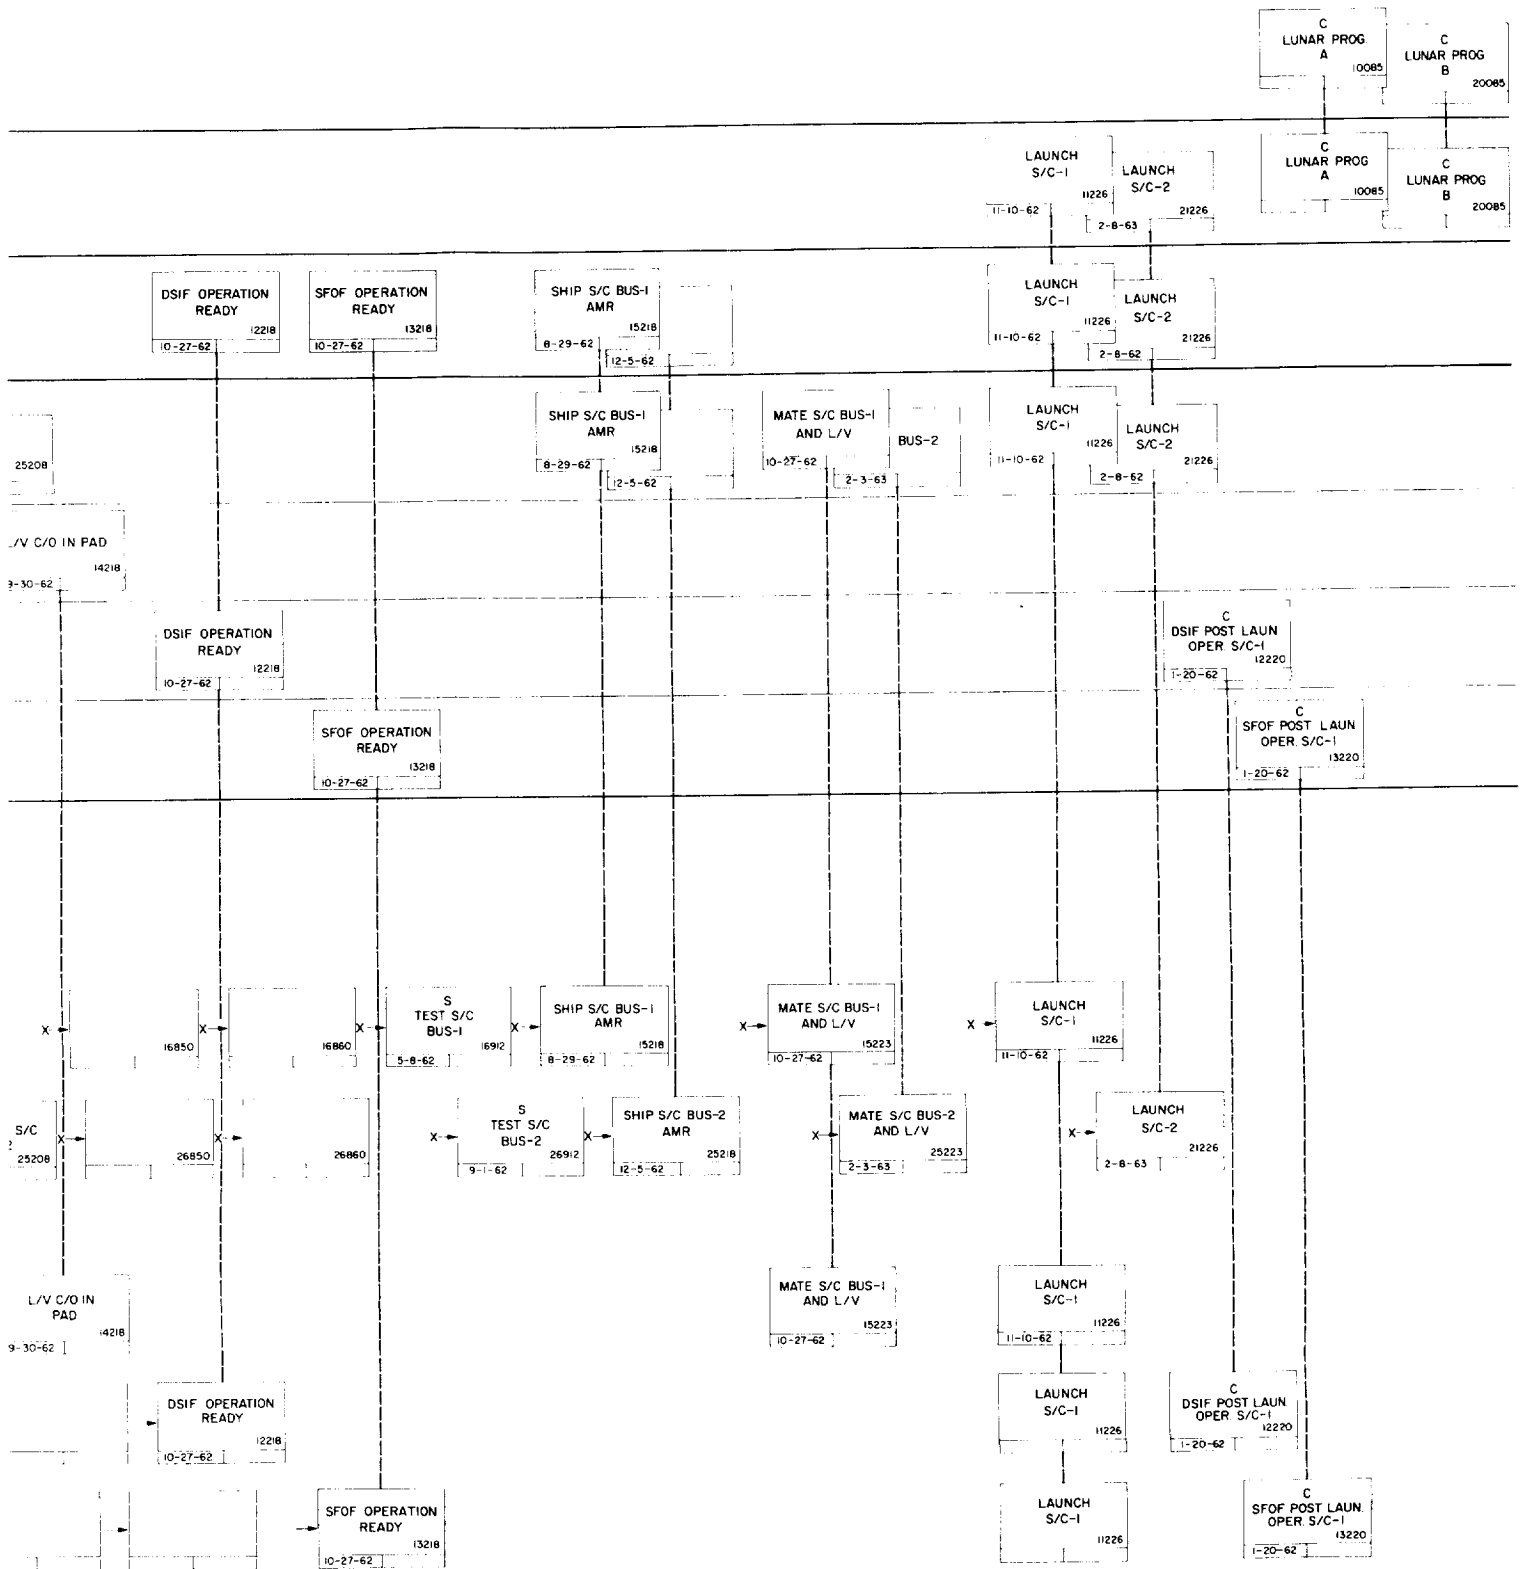 C
LUNAR PROG.
A
10085
C
LUNAR PROG
B
20085
LAUNCH
S/C-1
11226
11-10-62
LAUNCH
S/C-2
21226
2-8-63
C
LUNAR PROG
A
10085
C
LUNAR PROG
B
20085
DSIF OPERATION
READY
12218
10-27-62
SFOF OPERATION
READY
13218
10-27-62
SHIP S/C BUS-1
AMR
15218
8-29-62
12-5-62
LAUNCH
S/C-1
11226
11-10-62
LAUNCH
S/C-2
21226
2-8-62
25208
SHIP S/C BUS-1
AMR
15218
8-29-62
12-5-62
MATE S/C BUS-1
AND L/V
10-27-62
BUS-2
2-3-63
LAUNCH
S/C-1
11226
11-10-62
LAUNCH
S/C-2
21226
2-8-62
L/V C/O IN PAD
14218
9-30-62
DSIF OPERATION
READY
12218
10-27-62
C
DSIF POST LAUN
OPER. S/C-1
12220
1-20-62
SFOF OPERATION
READY
13218
10-27-62
C
SFOF POST LAUN
OPER. S/C-1
13220
1-20-62
X
16850
X
16860
X
S
TEST S/C
BUS-1
16912
5-8-62
X
SHIP S/C BUS-1
AMR
15218
8-29-62
X
MATE S/C BUS-1
AND L/V
15223
10-27-62
X
LAUNCH
S/C-1
11226
11-10-62
S/C
2
25208
X
26850
X
26860
X
S
TEST S/C
BUS-2
26912
9-1-62
X
SHIP S/C BUS-2
AMR
25218
12-5-62
X
MATE S/C BUS-2
AND L/V
25223
2-3-63
X
LAUNCH
S/C-2
21226
2-8-63
L/V C/O IN
PAD
14218
9-30-62
MATE S/C BUS-1
AND L/V
15223
10-27-62
LAUNCH
S/C-1
11226
11-10-62
DSIF OPERATION
READY
12218
10-27-62
LAUNCH
S/C-1
11226
C
DSIF POST LAUN.
OPER. S/C-1
12220
1-20-62
SFOF OPERATION
READY
13218
10-27-62
LAUNCH
S/C-1
11226
C
SFOF POST LAUN.
OPER. S/C-1
13220
1-20-62